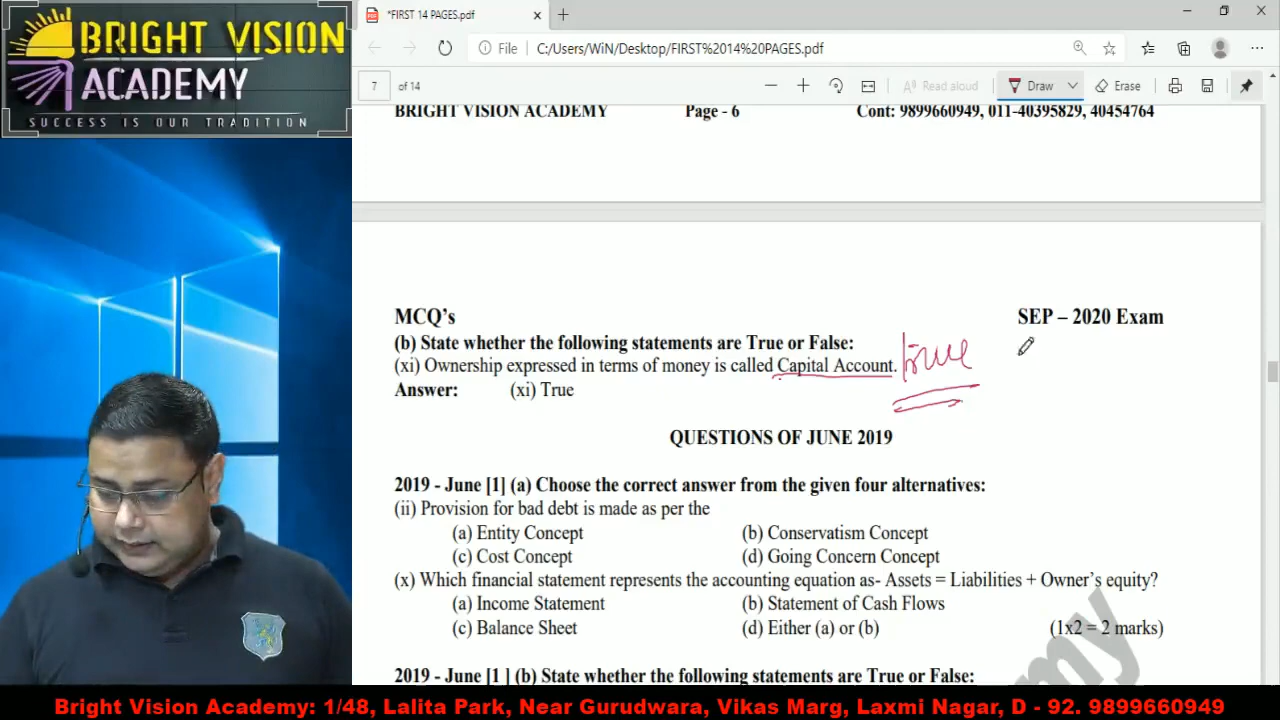 BRIGHT VISION
ACADEMY
SUCCESS IS OUR TRADITION
*FIRST 14 PAGES.pdf
File
C:/Users/WiN/Desktop/FIRST%2014%20PAGES.pdf
7 of 14
Read aloud
Draw
Erase
BRIGHT VISION ACADEMY Page - 6 Cont: 9899660949, 011-40395829, 40454764
MCQ's SEP – 2020 Exam
(b) State whether the following statements are True or False:
(xi) Ownership expressed in terms of money is called Capital Account. True
Answer: (xi) True
QUESTIONS OF JUNE 2019
2019 - June [1] (a) Choose the correct answer from the given four alternatives:
(ii) Provision for bad debt is made as per the
(a) Entity Concept (b) Conservatism Concept
(c) Cost Concept (d) Going Concern Concept
(x) Which financial statement represents the accounting equation as- Assets = Liabilities + Owner's equity?
(a) Income Statement (b) Statement of Cash Flows
(c) Balance Sheet (d) Either (a) or (b) (1x2 = 2 marks)
2019 - June [1 ] (b) State whether the following statements are True or False:
Bright Vision Academy: 1/48, Lalita Park, Near Gurudwara, Vikas Marg, Laxmi Nagar, D - 92. 9899660949